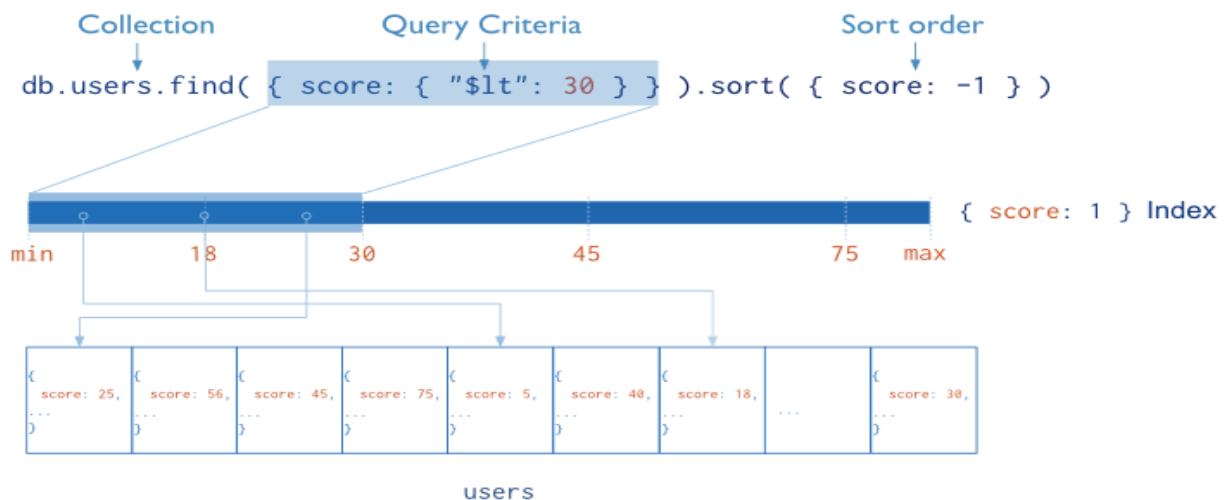 Collection Query Criteria Sort order
db.users.find( { score: { "$lt": 30 } } ).sort( { score: -1 } )
{ score: 1 } Index
min 18 30 45 75 max
{ { { { { { { {
score: 25, score: 56, score: 45, score: 75, score: 5, score: 40, score: 18, score: 30,
... ... ... ... ... ... ... ... ...
} } } } } } } }
users